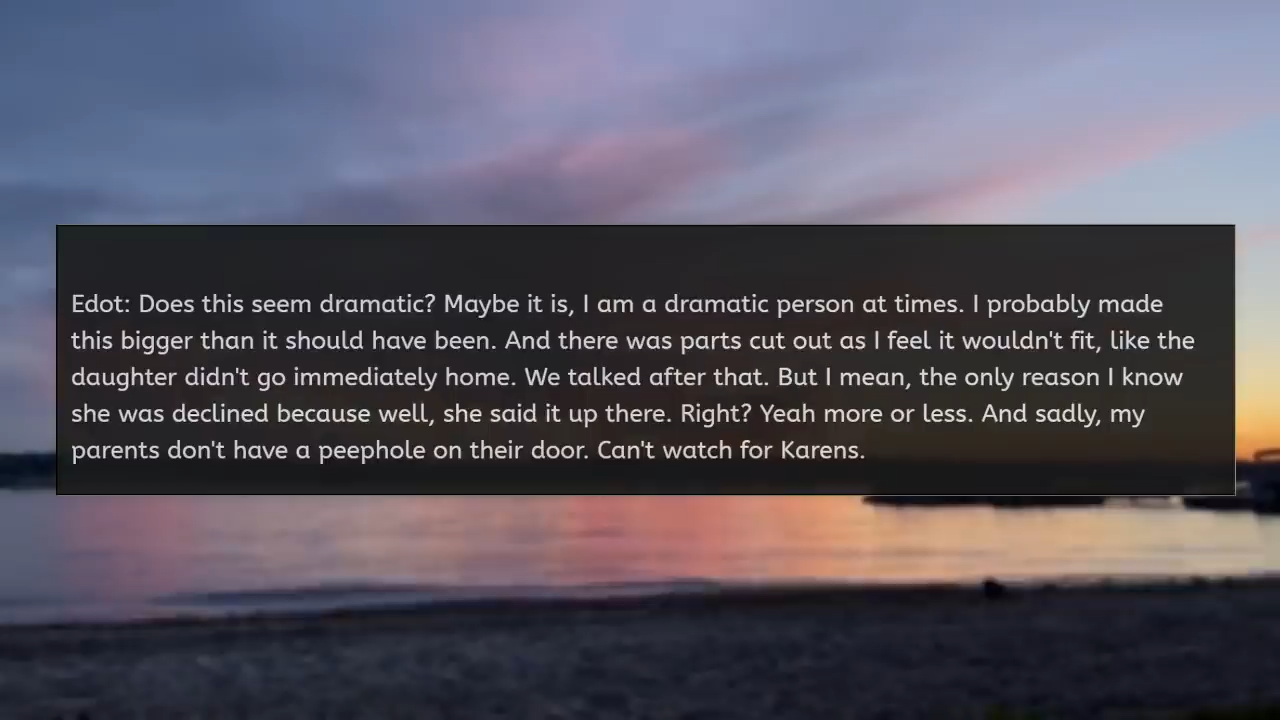 Edot: Does this seem dramatic? Maybe it is, I am a dramatic person at times. I probably made
this bigger than it should have been. And there was parts cut out as I feel it wouldn't fit, like the
daughter didn't go immediately home. We talked after that. But I mean, the only reason I know
she was declined because well, she said it up there. Right? Yeah more or less. And sadly, my
parents don't have a peephole on their door. Can't watch for Karens.